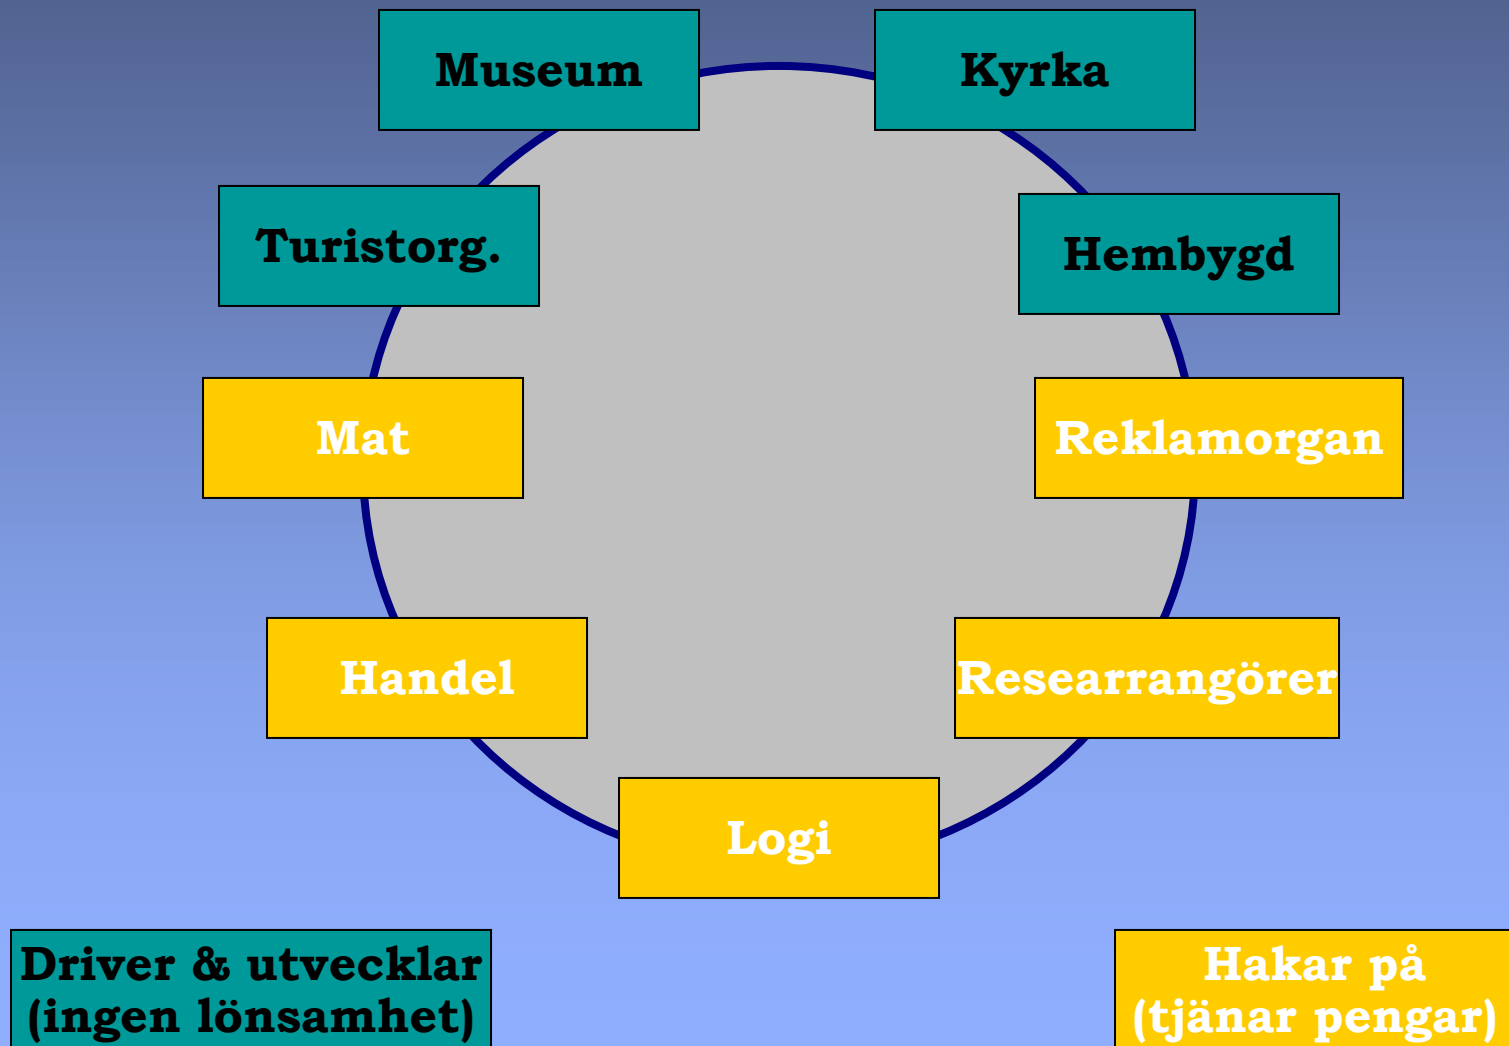 Museum
Kyrka
Turistorg.
Hembygd
Mat
Reklamorgan
Handel
Researrangörer
Logi
Driver & utvecklar
(ingen lönsamhet)
Hakar på
(tjänar pengar)